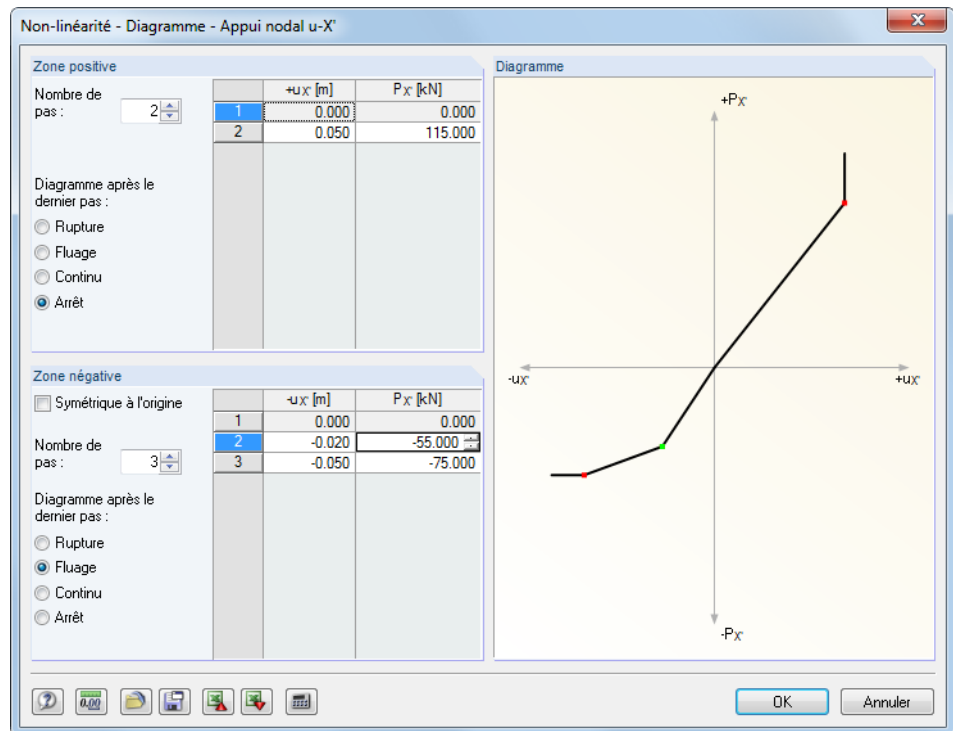 Non-linéarité - Diagramme - Appui nodal u-X'
Zone positive
Nombre de
pas :
2
+uX' [m] PX' [kN]
1 0.000 0.000
2 0.050 115.000
Diagramme après le
dernier pas :
Rupture
Fluage
Continu
Arrêt
Zone négative
Symétrique à l'origine
Nombre de
pas :
3
-uX' [m] PX' [kN]
1 0.000 0.000
2 -0.020 -55.000
3 -0.050 -75.000
Diagramme après le
dernier pas :
Rupture
Fluage
Continu
Arrêt
Diagramme
+PX'
-uX'
+uX'
-PX'
0.00
OK
Annuler